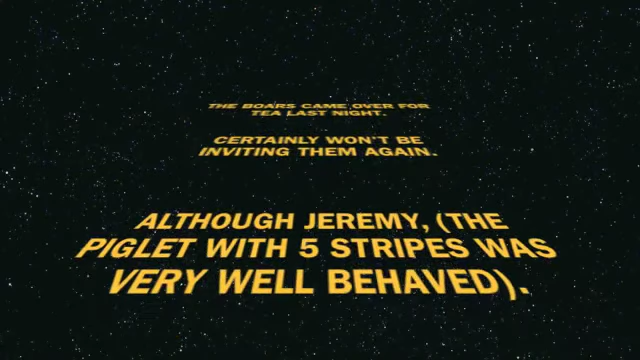 THE BOARS CAME OVER FOR
TEA LAST NIGHT.
CERTAINLY WON'T BE
INVITING THEM AGAIN.
ALTHOUGH JEREMY, (THE
PIGLET WITH 5 STRIPES WAS
VERY WELL BEHAVED).